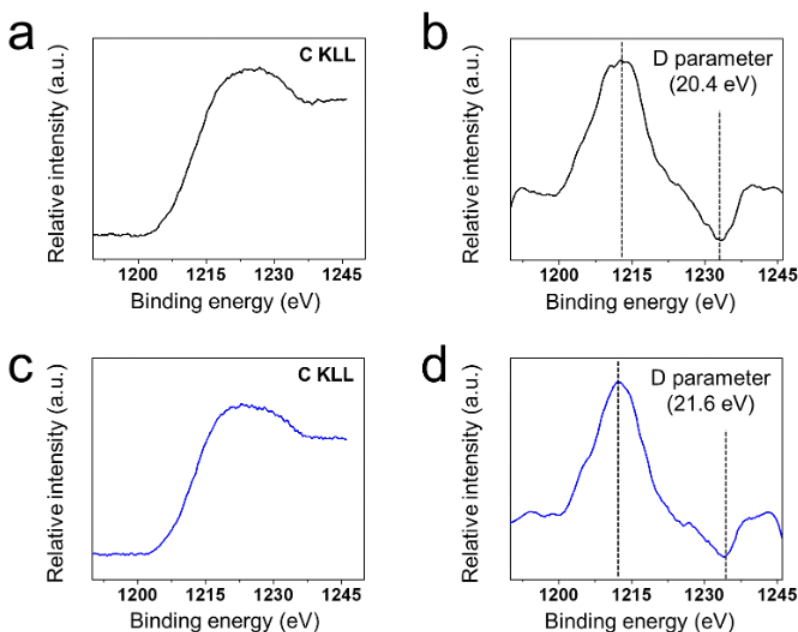 a
C KLL
Relative intensity (a.u.)
1200 1215 1230 1245
Binding energy (eV)
b
D parameter
(20.4 eV)
Relative intensity (a.u.)
1200 1215 1230 1245
Binding energy (eV)
c
C KLL
Relative intensity (a.u.)
1200 1215 1230 1245
Binding energy (eV)
d
D parameter
(21.6 eV)
Relative intensity (a.u.)
1200 1215 1230 1245
Binding energy (eV)